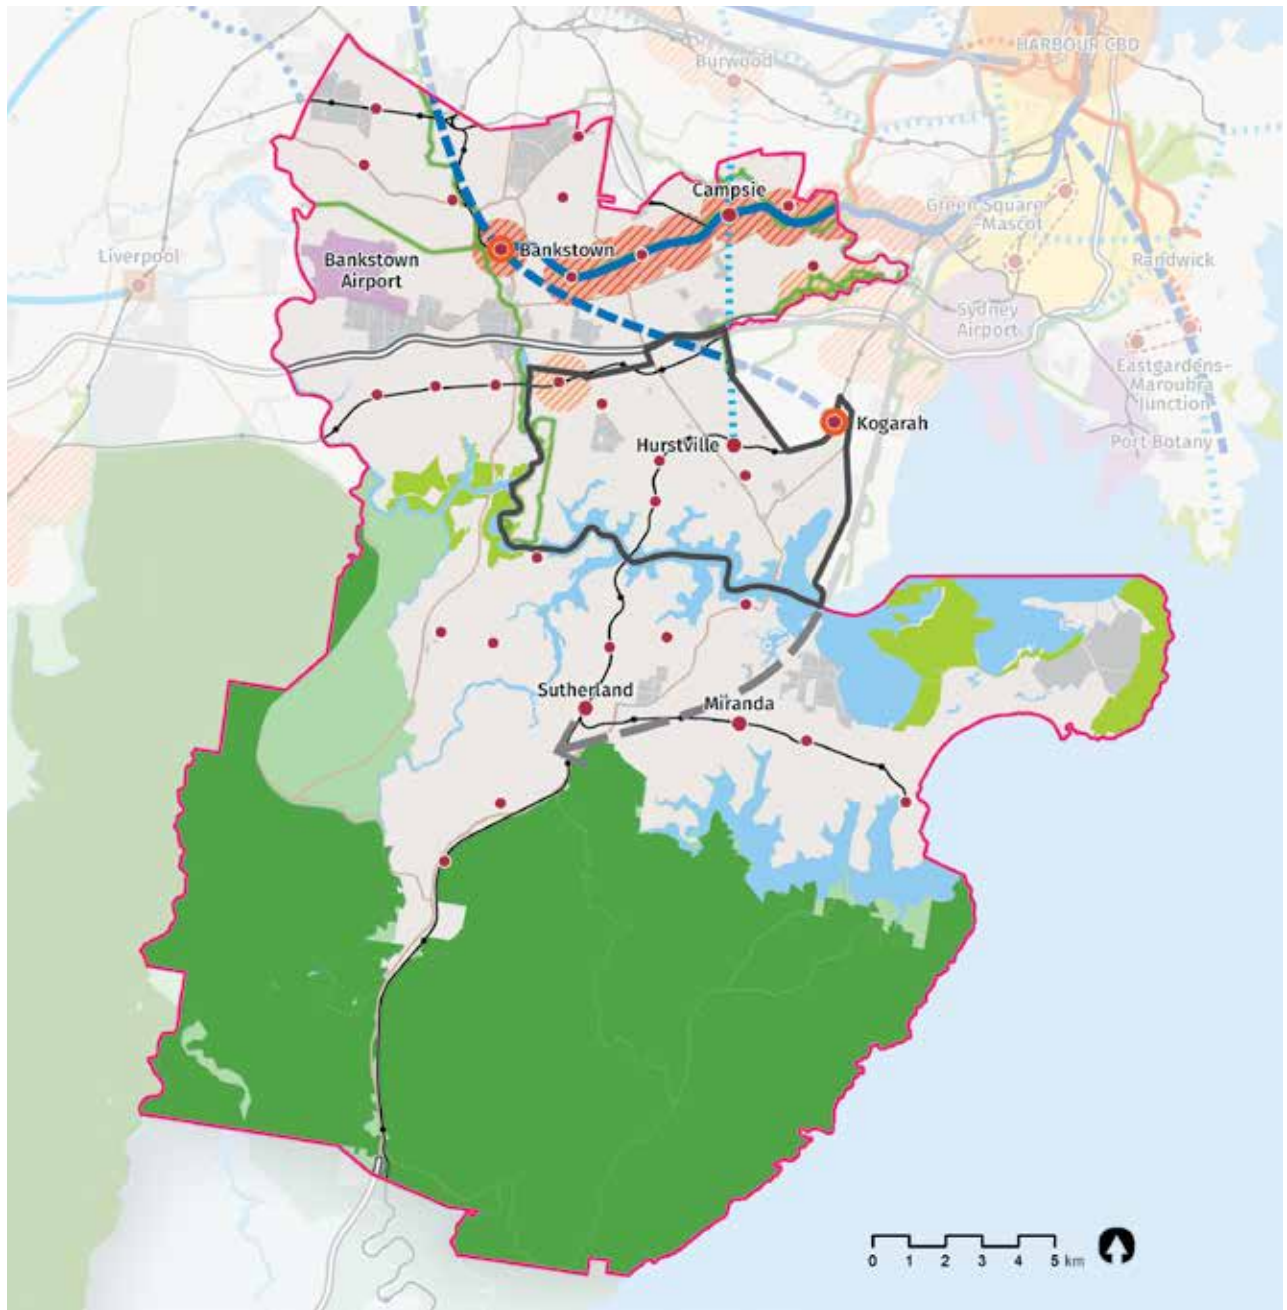 HARBOUR CBD
Burwood
Campsie
Green Square
-Mascot
Bankstown
Liverpool
Bankstown
Airport
Randwick
Sydney
Airport
Eastgardens-
Maroubra
Junction
Kogarah
Port Botany
Hurstville
Sutherland
Miranda
0 1 2 3 4 5 km